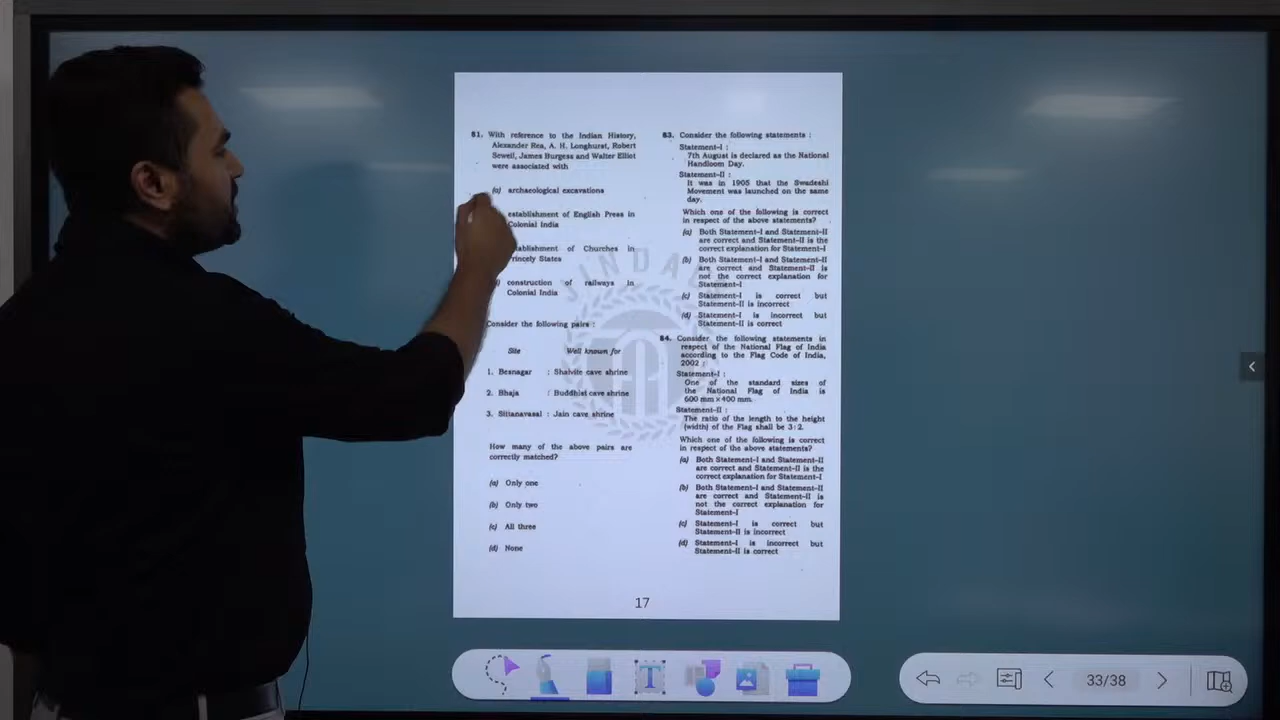 81. With reference to the Indian History,
Alexander Rea, A. H. Longhurst, Robert
Sewell, James Burgess and Walter Elliot
were associated with
(a) archaeological excavations
establishment of English Press in
Colonial India
ablishment of Churches in
rincely States
construction of railways in
Colonial India
Consider the following pairs :
Site Well known for
1. Besnagar : Shaivite cave shrine
2. Bhaja : Buddhist cave shrine
3. Sittanavasal : Jain cave shrine
How many of the above pairs are
correctly matched?
(a) Only one
(b) Only two
(c) All three
(d) None
83. Consider the following statements :
Statement-I :
7th August is declared as the National
Handloom Day.
Statement-II :
It was in 1905 that the Swadeshi
Movement was launched on the same
day.
Which one of the following is correct
in respect of the above statements?
(a) Both Statement-I and Statement-II
are correct and Statement-II is the
correct explanation for Statement-I
(b) Both Statement-I and Statement-II
are correct and Statement-II is
not the correct explanation for
Statement-I
(c) Statement-I is correct but
Statement-II is incorrect
(d) Statement-I is incorrect but
Statement-II is correct
84. Consider the following statements in
respect of the National Flag of India
according to the Flag Code of India,
2002 :
Statement-I :
One of the standard sizes of
the National Flag of India is
600 mm × 400 mm.
Statement-II :
The ratio of the length to the height
(width) of the Flag shall be 3:2.
Which one of the following is correct
in respect of the above statements?
(a) Both Statement-I and Statement-II
are correct and Statement-II is the
correct explanation for Statement-I
(b) Both Statement-I and Statement-II
are correct and Statement-II is
not the correct explanation for
Statement-I
(c) Statement-I is correct but
Statement-II is incorrect
(d) Statement-I is incorrect but
Statement-II is correct
17
T
33/38